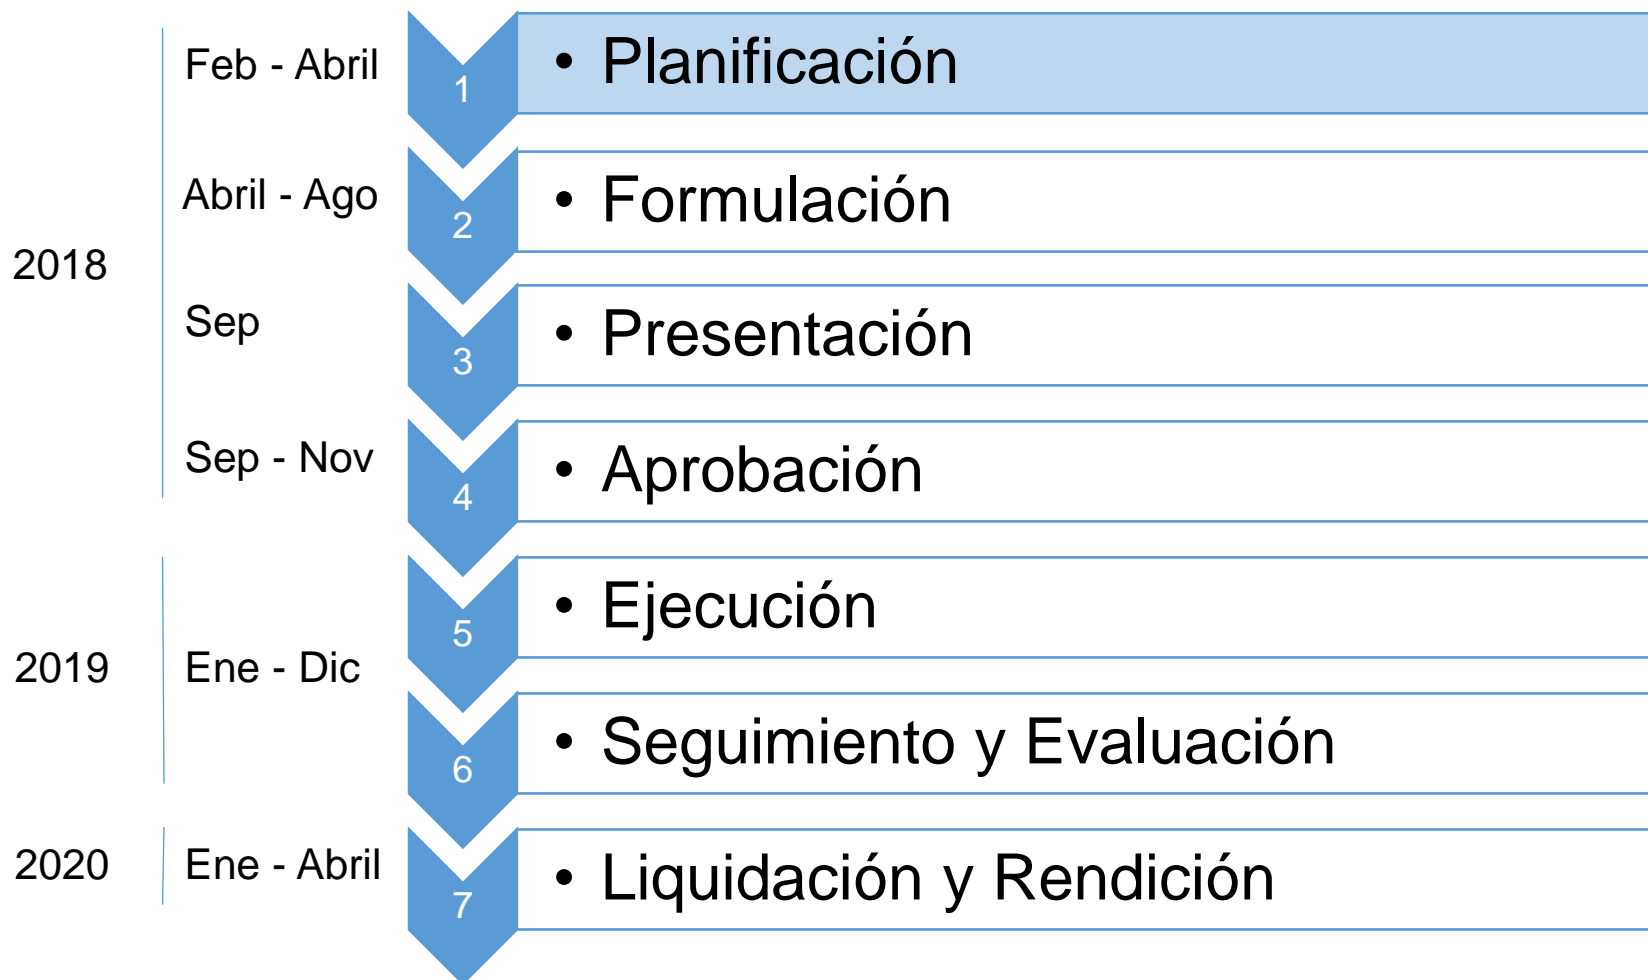 Feb - Abril
1
• Planificación
Abril - Ago
2
• Formulación
2018
Sep
3
• Presentación
Sep - Nov
4
• Aprobación
5
• Ejecución
2019
Ene - Dic
6
• Seguimiento y Evaluación
2020
Ene - Abril
7
• Liquidación y Rendición